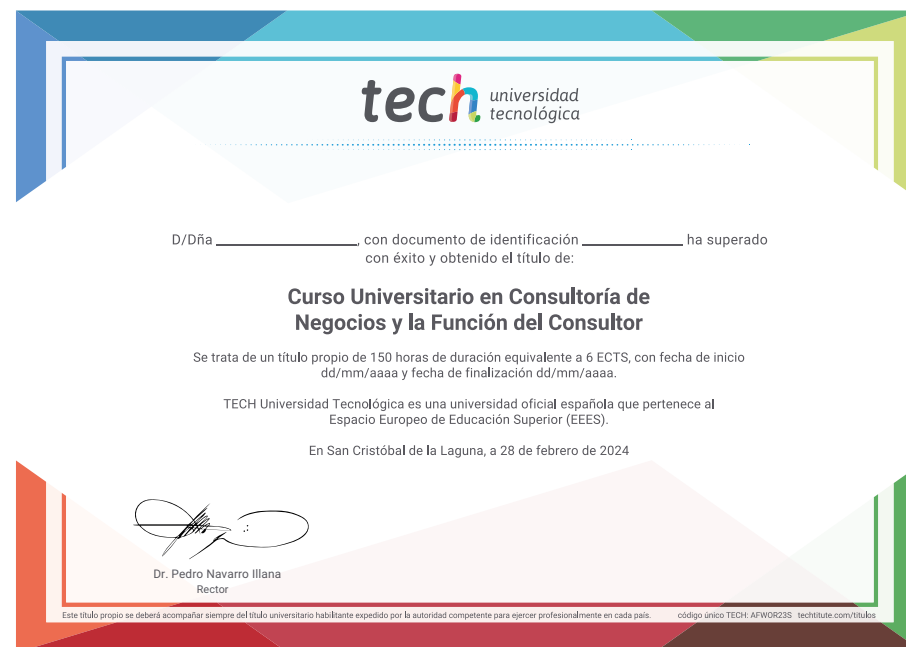 tech universidad
tecnológica
D/Dña ____________________, con documento de identificación ______________ ha superado
con éxito y obtenido el título de:
Curso Universitario en Consultoría de
Negocios y la Función del Consultor
Se trata de un título propio de 150 horas de duración equivalente a 6 ECTS, con fecha de inicio
dd/mm/aaaa y fecha de finalización dd/mm/aaaa.
TECH Universidad Tecnológica es una universidad oficial española que pertenece al
Espacio Europeo de Educación Superior (EEES).
En San Cristóbal de la Laguna, a 28 de febrero de 2024
Dr. Pedro Navarro Illana
Rector
Este título propio se deberá acompañar siempre del título universitario habilitante expedido por la autoridad competente para ejercer profesionalmente en cada país. código único TECH: AFWOR23S techtitute.com/titulos